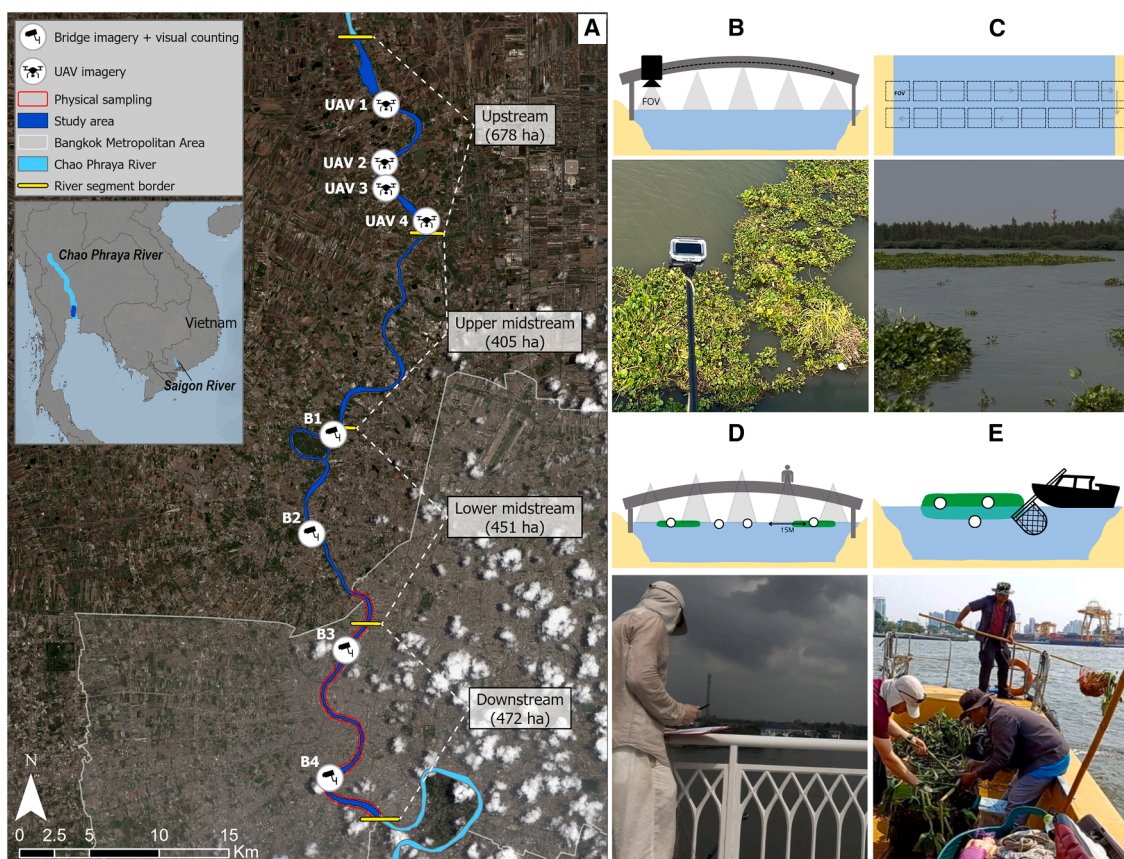 A
Bridge imagery + visual counting
UAV imagery
Physical sampling
Study area
Bangkok Metropolitan Area
Chao Phraya River
River segment border
Chao Phraya River
Vietnam
Saigon River
UAV 1
UAV 2
UAV 3
UAV 4
Upstream
(678 ha)
Upper midstream
(405 ha)
B1
B2
Lower midstream
(451 ha)
B3
Downstream
(472 ha)
B4
N
0 2.5 5 10 15
Km
B
FOV
C
FOV
D
15M
E